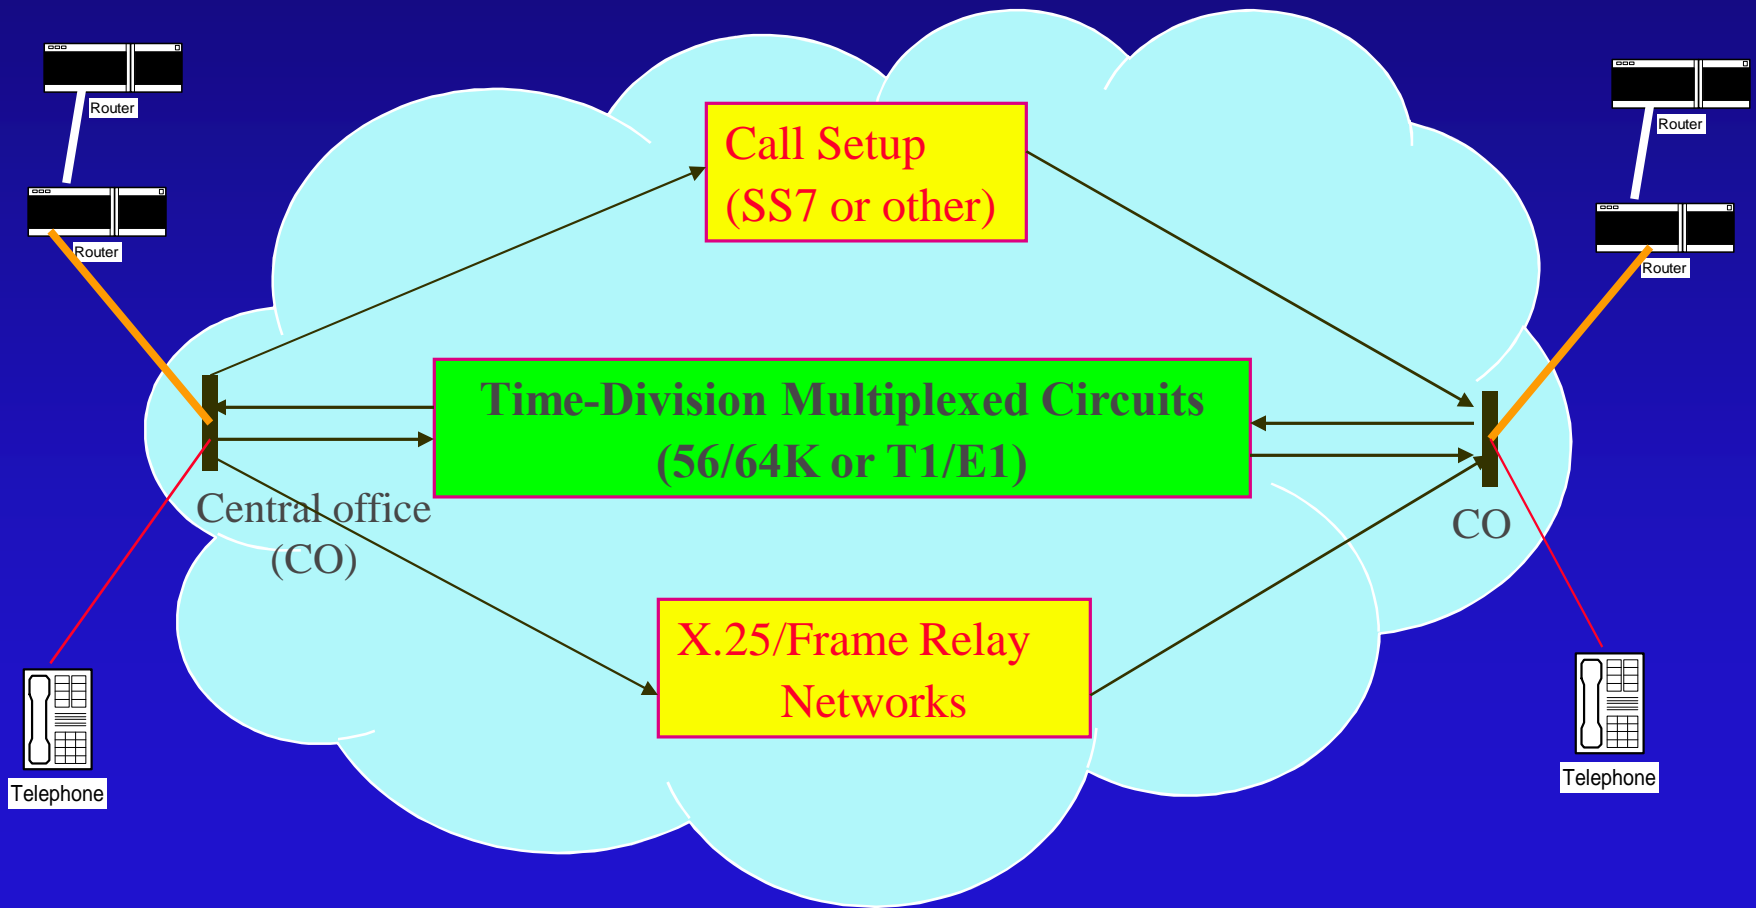 Router
Router
Call Setup
(SS7 or other)
Router
Router
Time-Division Multiplexed Circuits
(56/64K or T1/E1)
Central office
(CO)
CO
X.25/Frame Relay
Networks
Telephone
Telephone